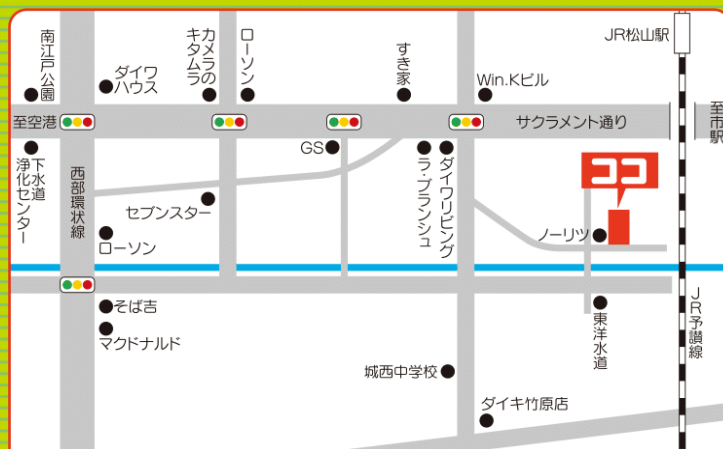 JR松山駅
南江戸公園
ダイワ
ハウス
カメラの
キタムラ
ローソン
すき家
Win.Kビル
至空港
サクラメント通り
至市駅
下水道
浄化センター
西部環状線
GS
ラ・ブランシュ
ダイワリビング
ココ
セブンスター
ローソン
ノーリツ
そば吉
マクドナルド
東洋水道
JR予讃線
城西中学校
ダイキ竹原店